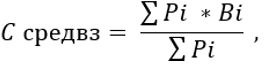 С средвз = ∑ Pi * Bi / ∑ Pi ,